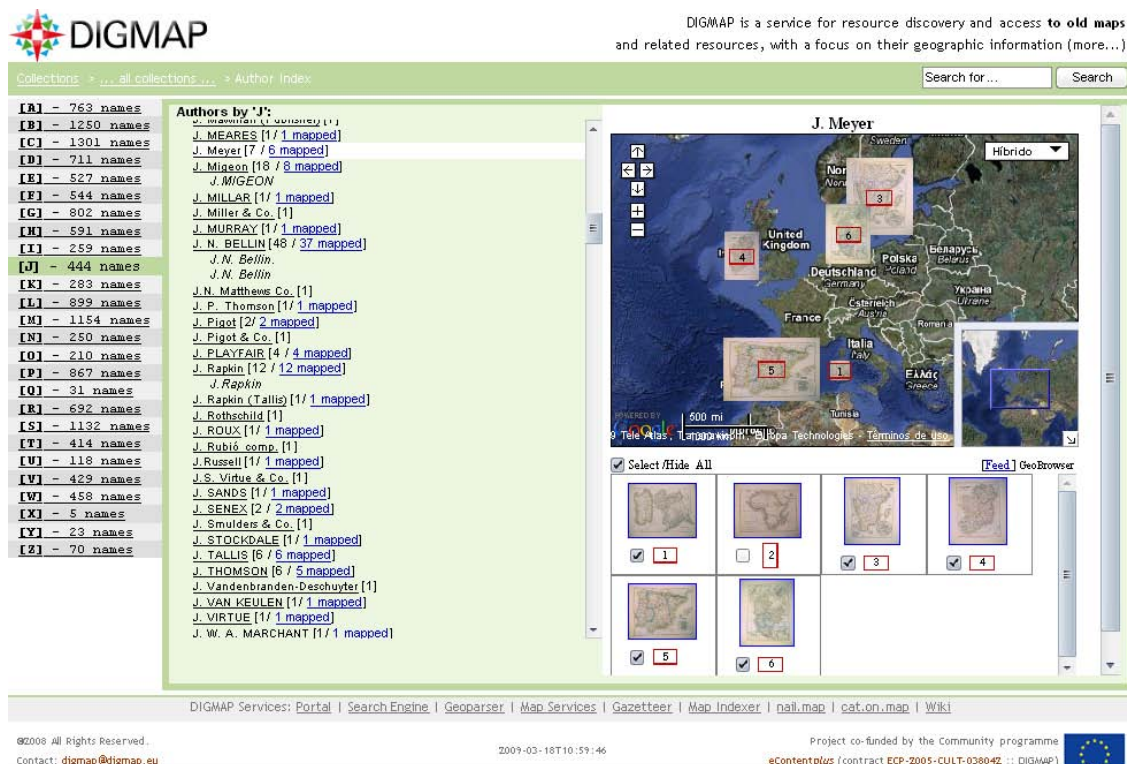 DIGMAP
DIGMAP is a service for resource discovery and access to old maps
and related resources, with a focus on their geographic information (more...)
Collections > ... all collections ... > Author Index
Search for...
Search
[A] - 763 names
[B] - 1250 names
[C] - 1301 names
[D] - 711 names
[E] - 527 names
[F] - 544 names
[G] - 802 names
[H] - 591 names
[I] - 259 names
[J] - 444 names
[K] - 283 names
[L] - 899 names
[M] - 1154 names
[N] - 250 names
[O] - 210 names
[P] - 867 names
[Q] - 31 names
[R] - 692 names
[S] - 1132 names
[T] - 414 names
[U] - 118 names
[V] - 429 names
[W] - 458 names
[X] - 5 names
[Y] - 23 names
[Z] - 70 names
Authors by 'J':
J. MEARES [1/ 1 mapped]
J. Meyer [7 / 6 mapped]
J. Migeon [18 / 8 mapped]
J.MIGEON
J. MILLAR [1/ 1 mapped]
J. Miller & Co. [1]
J. MURRAY [1/ 1 mapped]
J. N. BELLIN [48 / 37 mapped]
J.N. Bellin.
J.N. Bellin
J.N. Matthews Co. [1]
J. P. Thomson [1/ 1 mapped]
J. Pigot [2/ 2 mapped]
J. Pigot & Co. [1]
J. PLAYFAIR [4 / 4 mapped]
J. Rapkin [12 / 12 mapped]
J.Rapkin
J. Rapkin (Tallis) [1/ 1 mapped]
J. Rothschild [1]
J. ROUX [1/ 1 mapped]
J. Rubió comp. [1]
J.Russell [1/ 1 mapped]
J.S. Virtue & Co. [1]
J. SANDS [1/ 1 mapped]
J. SENEX [2 / 2 mapped]
J. Smulders & Co. [1]
J. STOCKDALE [1/ 1 mapped]
J. TALLIS [6 / 6 mapped]
J. THOMSON [6 / 5 mapped]
J. Vandenbranden-Deschuyter [1]
J. VAN KEULEN [1/ 1 mapped]
J. VIRTUE [1/ 1 mapped]
J. W. A. MARCHANT [1/ 1 mapped]
J. Meyer
Híbrido
Sweden
3
6
4
United
Kingdom
Беларусь
Belarus
Polska
Poland
Deutschland
Germany
Україна
Ukraine
Österreich
Austria
France
Romania
Italia
Italy
5
1
Ελλάς
Greece
Tunisia
POWERED BY
Google
500 mi
Tele Atlas
Europa Technologies - Términos de uso
Select /Hide All
[Feed] GeoBrowser
1
2
3
4
5
6
DIGMAP Services: Portal | Search Engine | Geoparser | Map Services | Gazetteer | Map Indexer | nail.map | cat.on.map | Wiki
©2008 All Rights Reserved.
Contact: digmap@digmap.eu
2009-03-18T10:59:46
Project co-funded by the Community programme
eContentplus (contract ECP-2005-CULT-038042 :: DIGMAP)